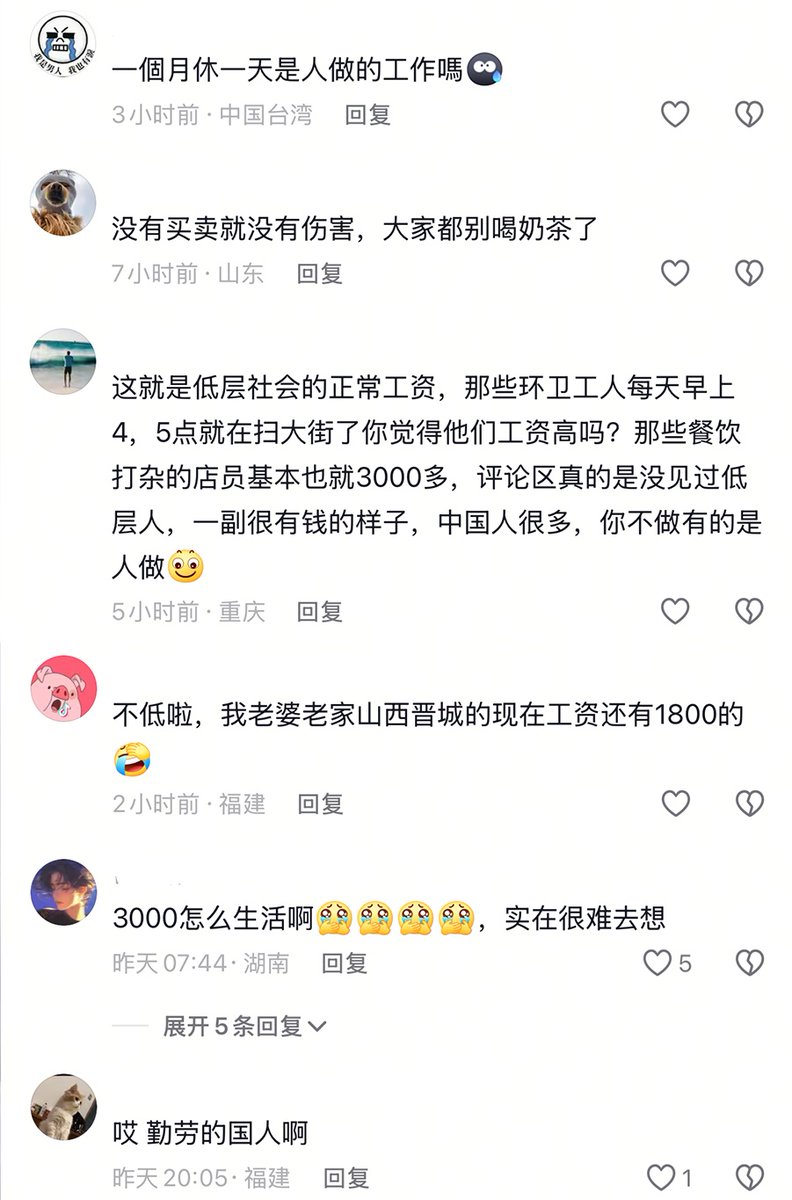 我是男人 我也有淚
一個月休一天是人做的工作嗎
3小时前 · 中国台湾 回复
没有买卖就没有伤害，大家都别喝奶茶了
7小时前 · 山东 回复
这就是低层社会的正常工资，那些环卫工人每天早上
4，5点就在扫大街了你觉得他们工资高吗？那些餐饮
打杂的店员基本也就3000多，评论区真的是没见过低
层人，一副很有钱的样子，中国人很多，你不做有的是
人做
5小时前 · 重庆 回复
不低啦，我老婆老家山西晋城的现在工资还有1800的
2小时前 · 福建 回复
3000怎么生活啊，实在很难去想
昨天 07:44 · 湖南 回复 5
展开5条回复
哎 勤劳的国人啊
昨天 20:05 · 福建 回复 1